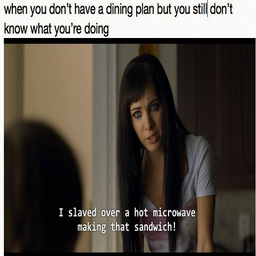 when you don't have a dining plan but you still don't
know what you're doing
I slaved over a hot microwave
making that sandwich!